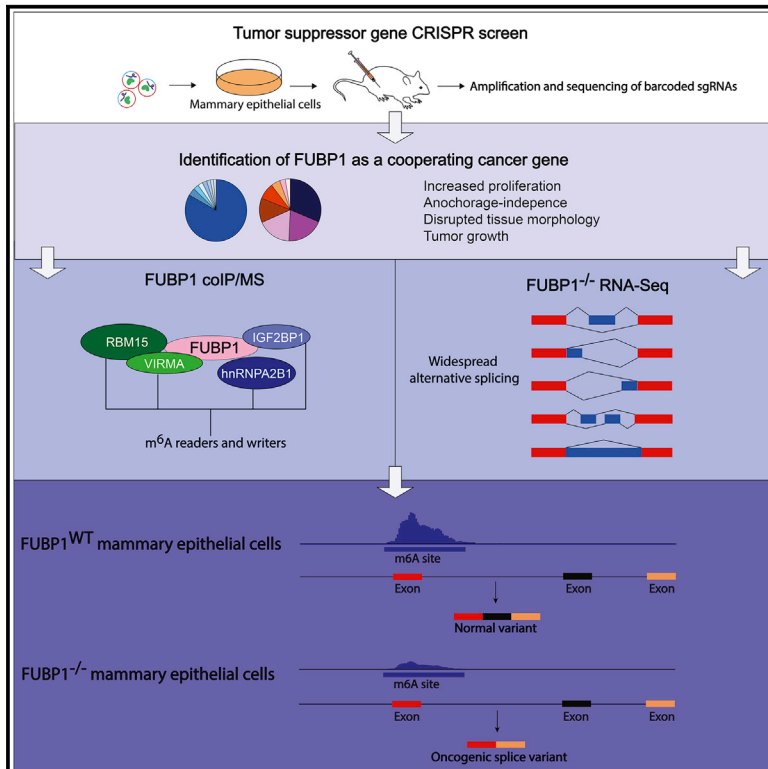 Tumor suppressor gene CRISPR screen
Mammary epithelial cells
Amplification and sequencing of barcoded sgRNAs
Identification of FUBP1 as a cooperating cancer gene
Increased proliferation
Anochorage-indepence
Disrupted tissue morphology
Tumor growth
FUBP1 coIP/MS
RBM15
VIRMA
FUBP1
IGF2BP1
hnRNPA2B1
m6A readers and writers
FUBP1-/- RNA-Seq
Widespread
alternative splicing
FUBP1WT mammary epithelial cells
m6A site
Exon
Exon
Exon
Normal variant
FUBP1-/- mammary epithelial cells
m6A site
Exon
Exon
Exon
Oncogenic splice variant